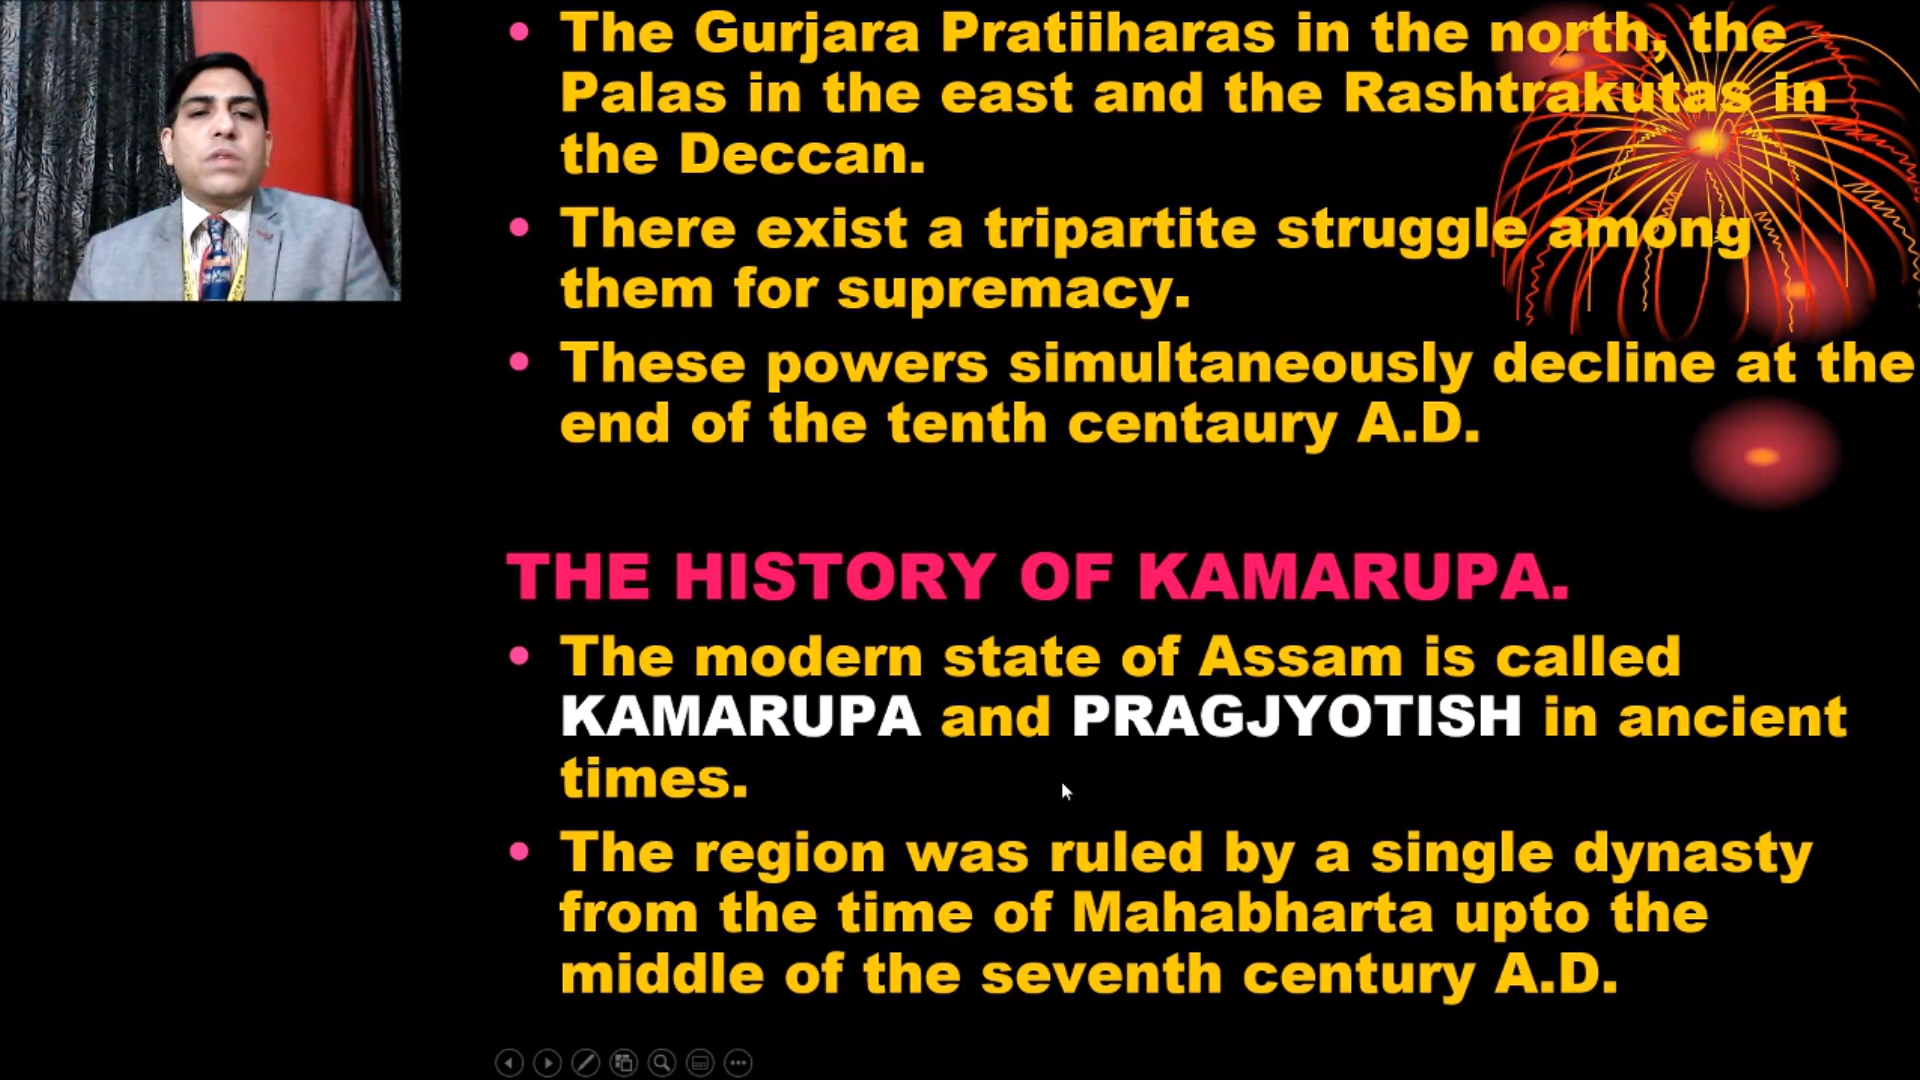 • The Gurjara Pratiiharas in the north, the
Palas in the east and the Rashtrakutas in
the Deccan.
• There exist a tripartite struggle among
them for supremacy.
• These powers simultaneously decline at the
end of the tenth centaury A.D.
THE HISTORY OF KAMARUPA.
• The modern state of Assam is called
KAMARUPA and PRAGJYOTISH in ancient
times.
• The region was ruled by a single dynasty
from the time of Mahabharta upto the
middle of the seventh century A.D.